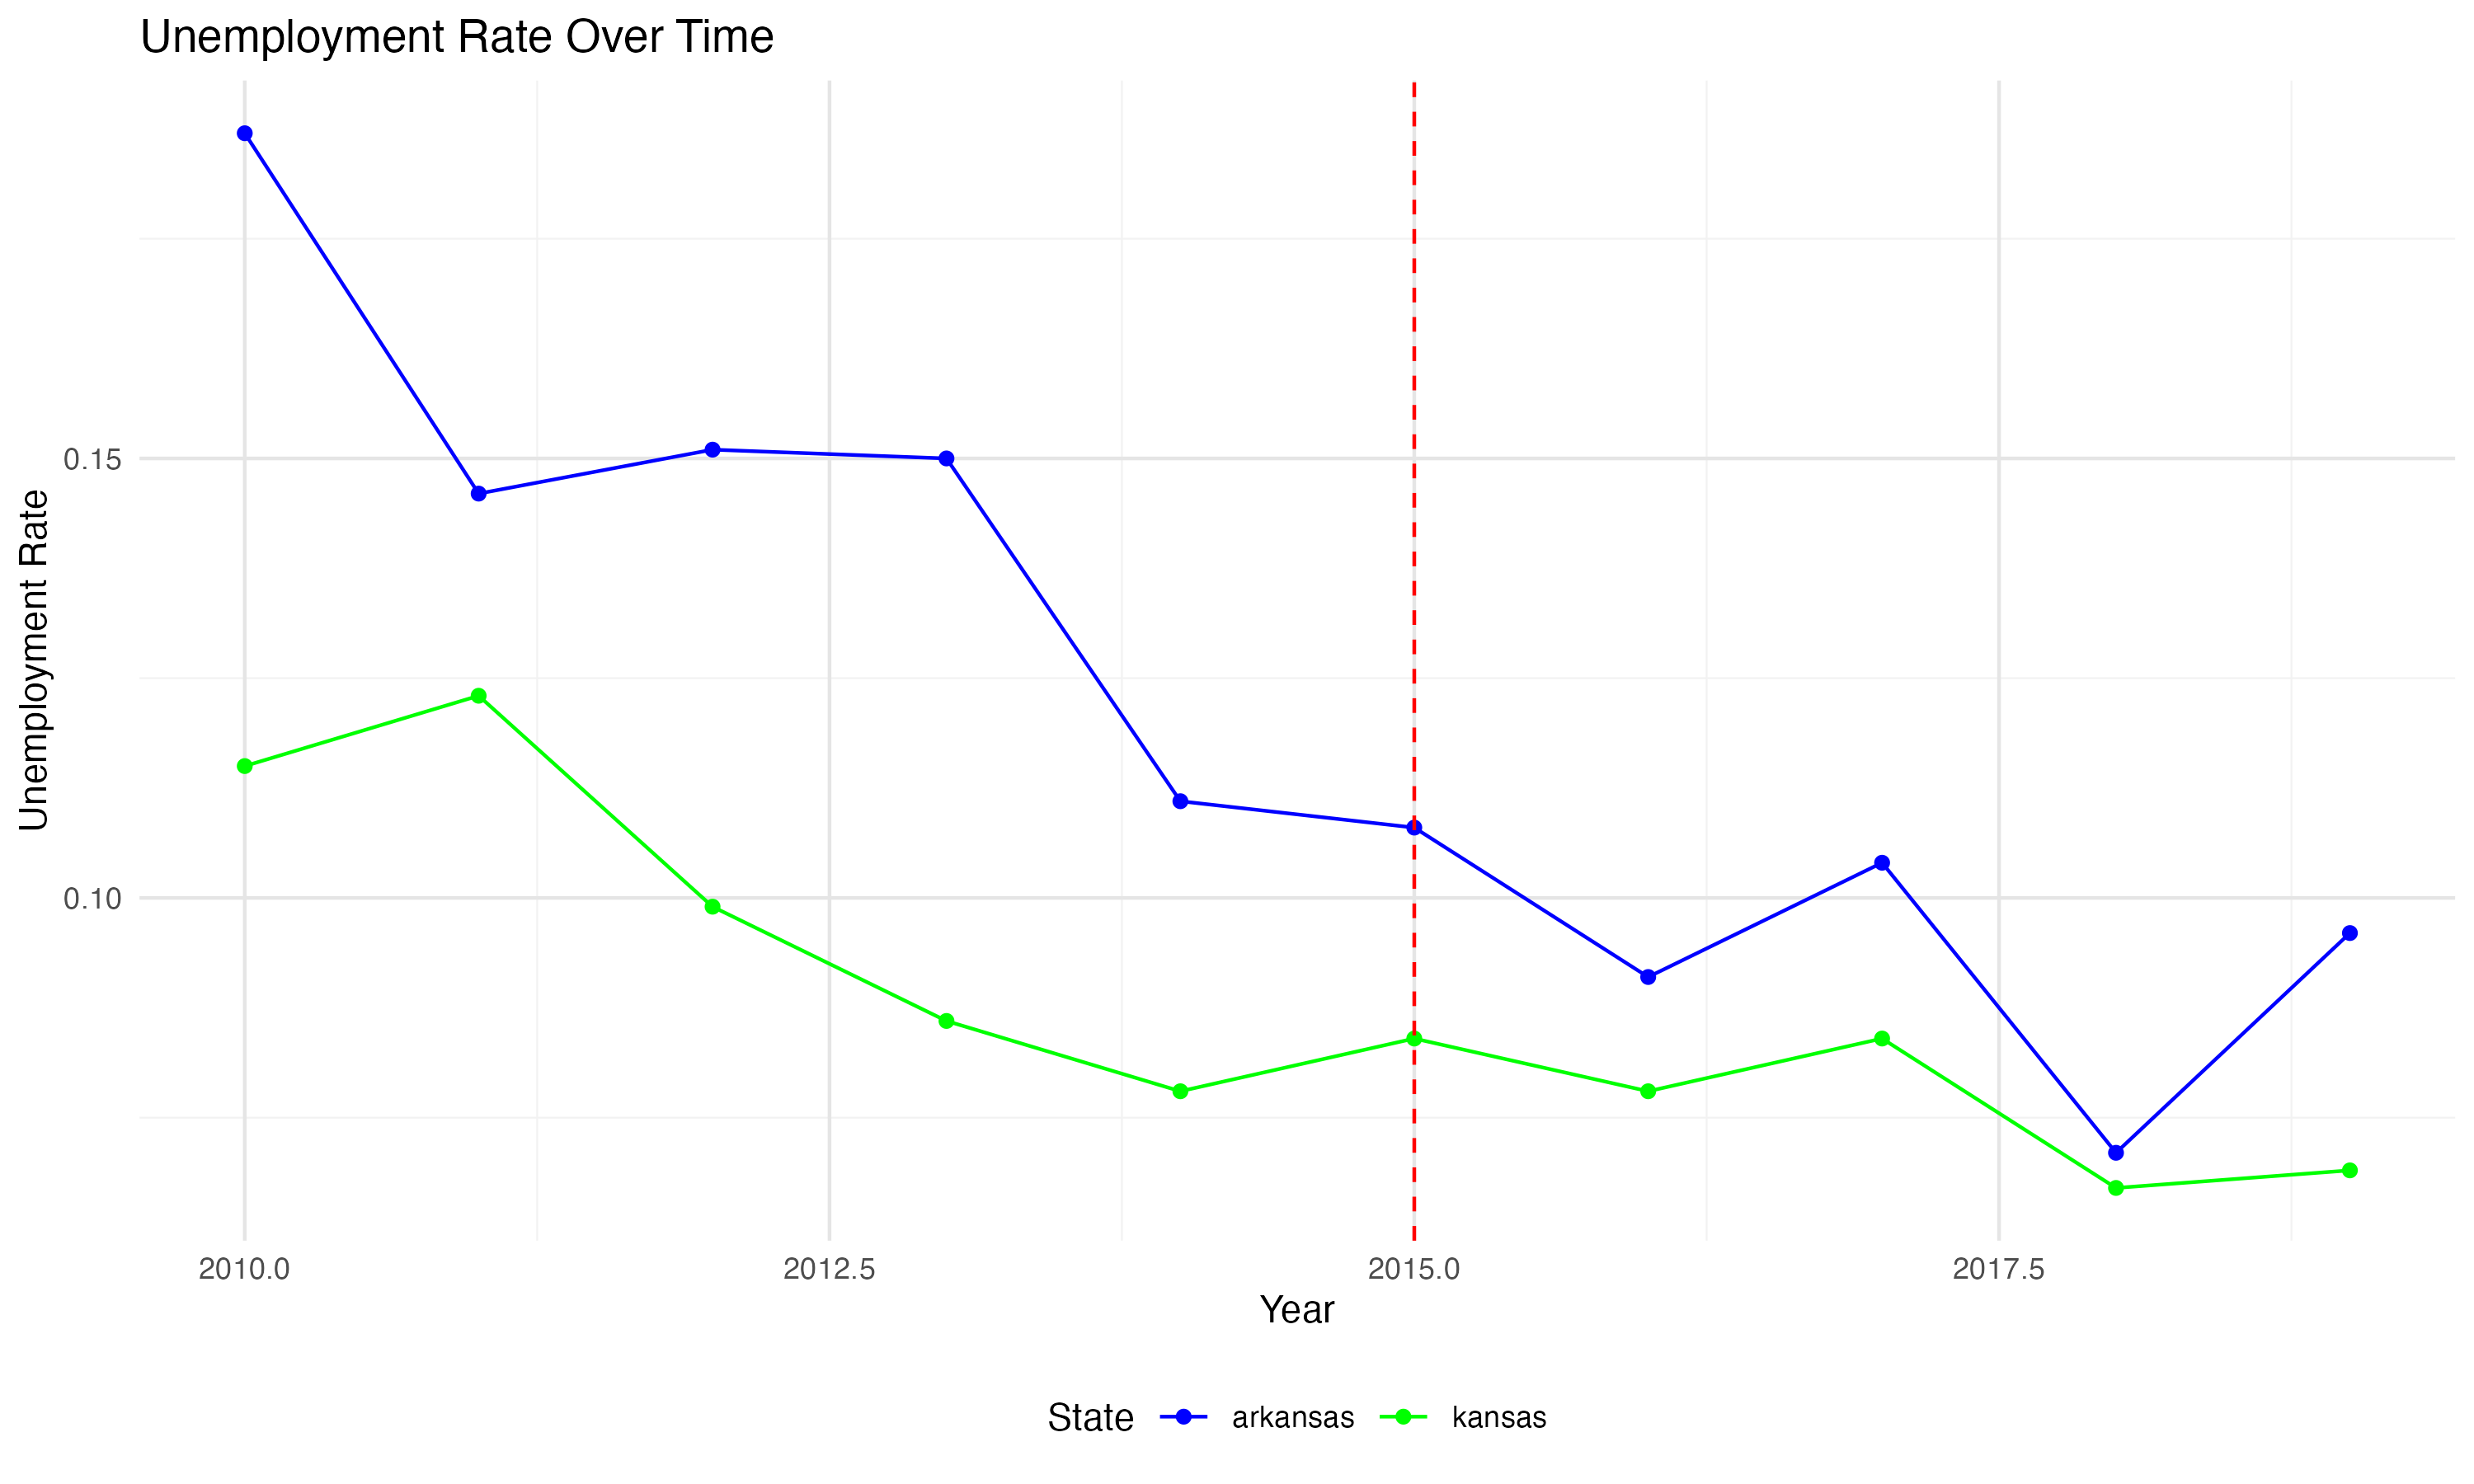 Unemployment Rate Over Time
Unemployment Rate
0.15
0.10
2010.0 2012.5 2015.0 2017.5
Year
State arkansas kansas